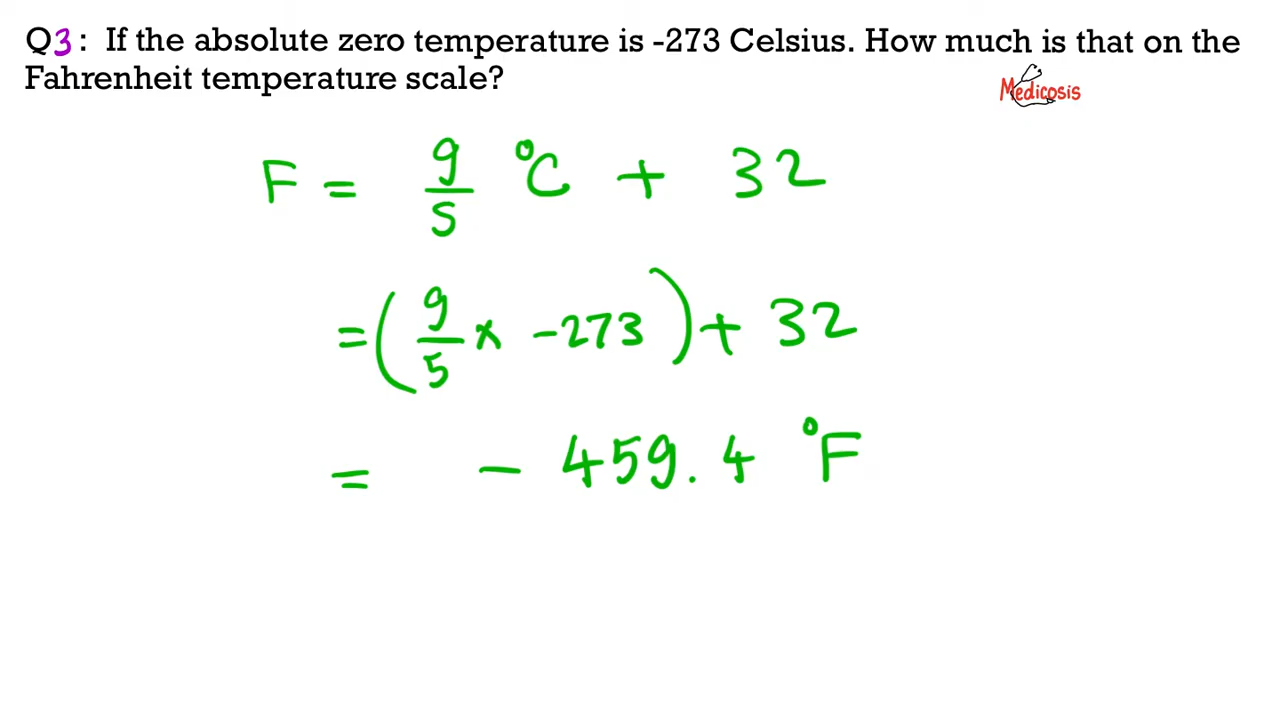 Q3: If the absolute zero temperature is -273 Celsius. How much is that on the
Fahrenheit temperature scale?
Medicosis
F = 9/5 °C + 32
= (9/5 × -273) + 32
= - 459.4 °F